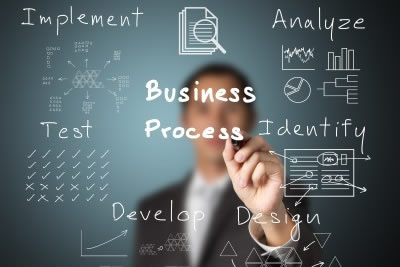 Implement
Analyze
Business
Process
Test
Identify
Develop
Design